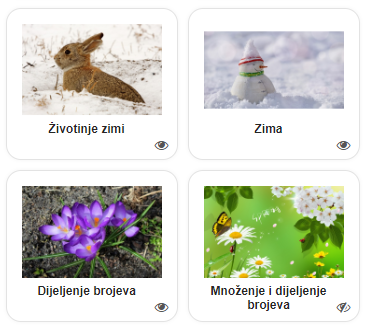 Životinje zimi
Zima
Dijeljenje brojeva
Množenje i dijeljenje
brojeva